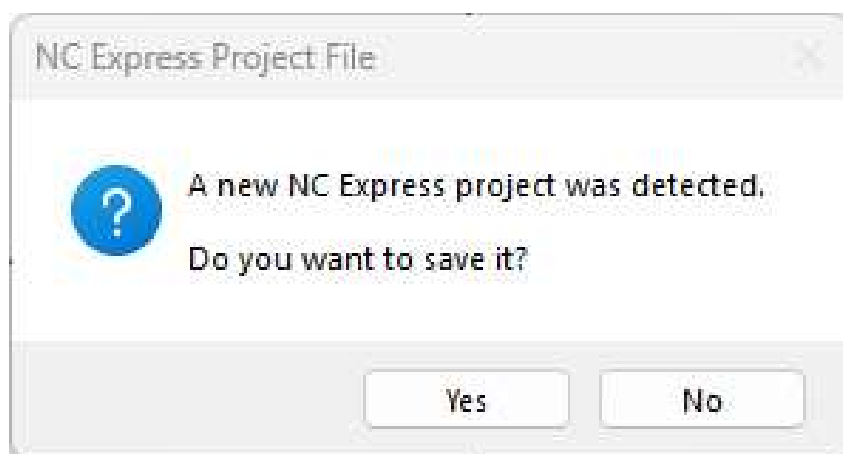 NC Express Project File
A new NC Express project was detected.
Do you want to save it?
Yes No